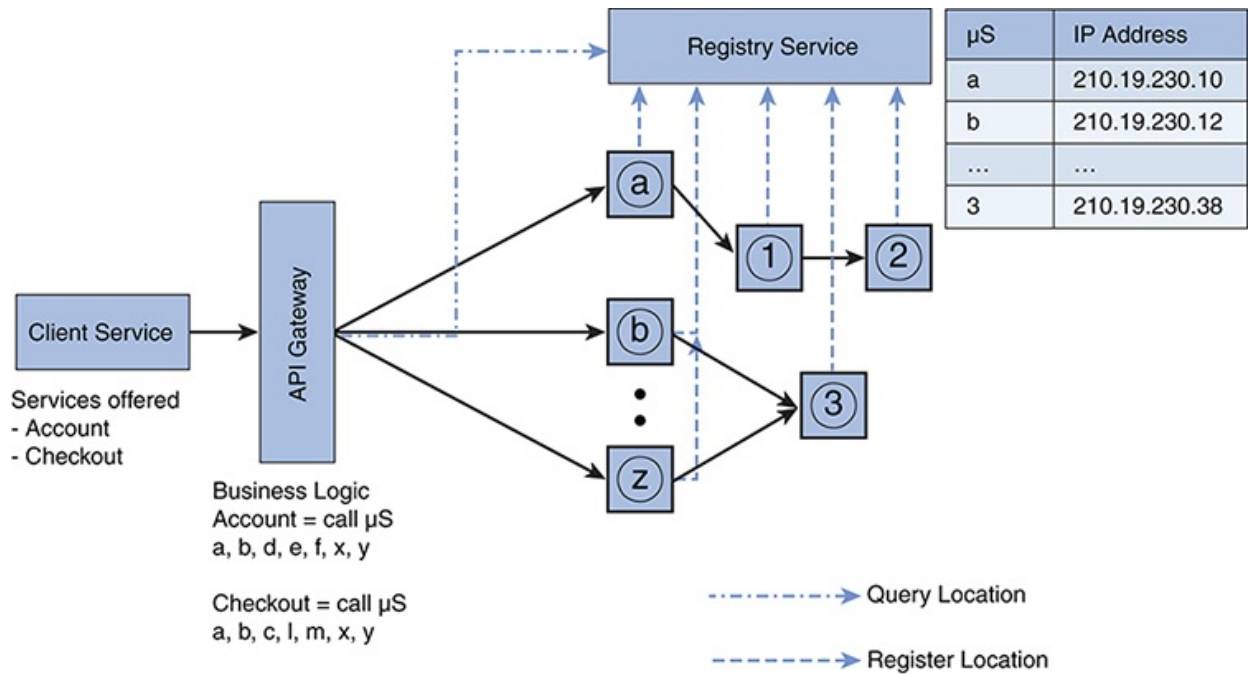 Registry Service
µS IP Address
a 210.19.230.10
b 210.19.230.12
... ...
3 210.19.230.38
a
1
2
API Gateway
Client Service
b
3
z
Services offered
- Account
- Checkout
Business Logic
Account = call µS
a, b, d, e, f, x, y
Checkout = call µS
a, b, c, l, m, x, y
Query Location
Register Location